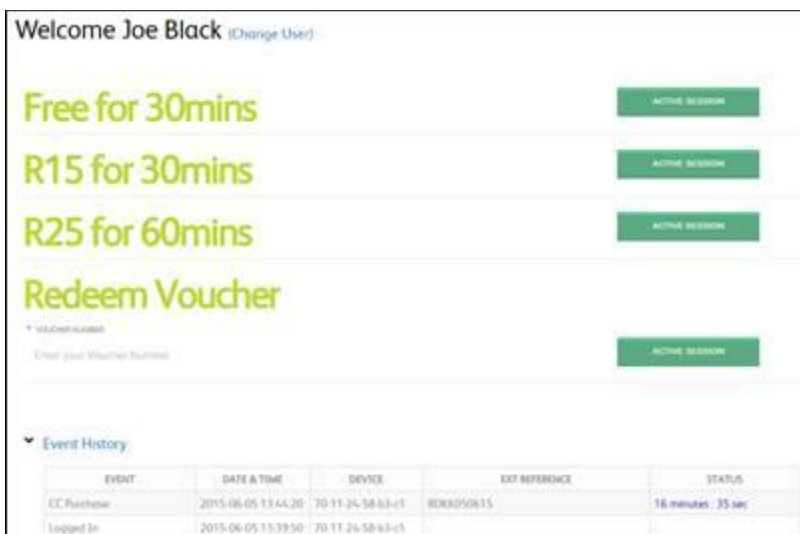 Welcome Joe Black (Change User)
Free for 30mins ACTIVE SESSION
R15 for 30mins ACTIVE SESSION
R25 for 60mins ACTIVE SESSION
Redeem Voucher
* VOUCHER NUMBER
Enter your Voucher Number ACTIVE SESSION
Event History
EVENT DATE & TIME DEVICE EXT REFERENCE STATUS
CC Purchase 2015-06-05 13:44:20 70-11-24-58-63-c1 16 minutes : 35 sec
Logged In 2015-06-05 13:39:50 70-11-24-58-63-c1 - -